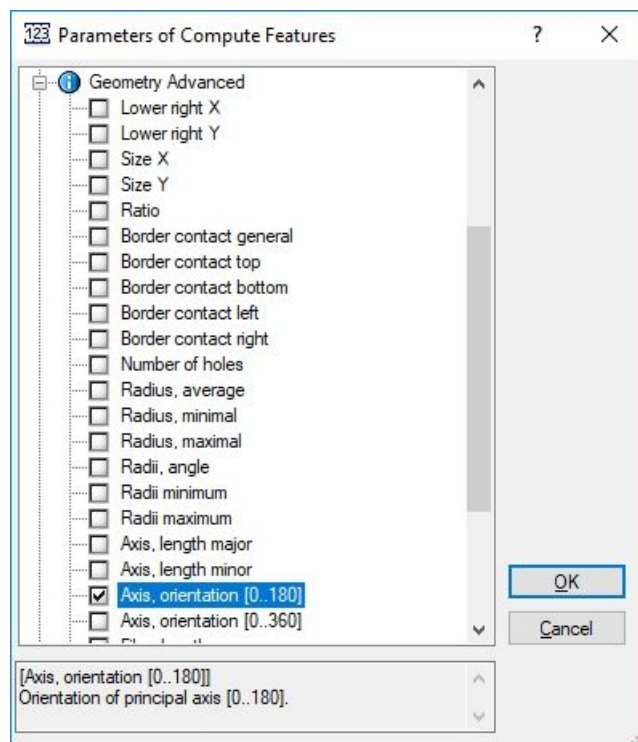 123 Parameters of Compute Features ?
Geometry Advanced
Lower right X
Lower right Y
Size X
Size Y
Ratio
Border contact general
Border contact top
Border contact bottom
Border contact left
Border contact right
Number of holes
Radius, average
Radius, minimal
Radius, maximal
Radii, angle
Radii minimum
Radii maximum
Axis, length major
Axis, length minor
Axis, orientation [0..180]
Axis, orientation [0..360]
OK
Cancel
[Axis, orientation [0..180]]
Orientation of principal axis [0..180].